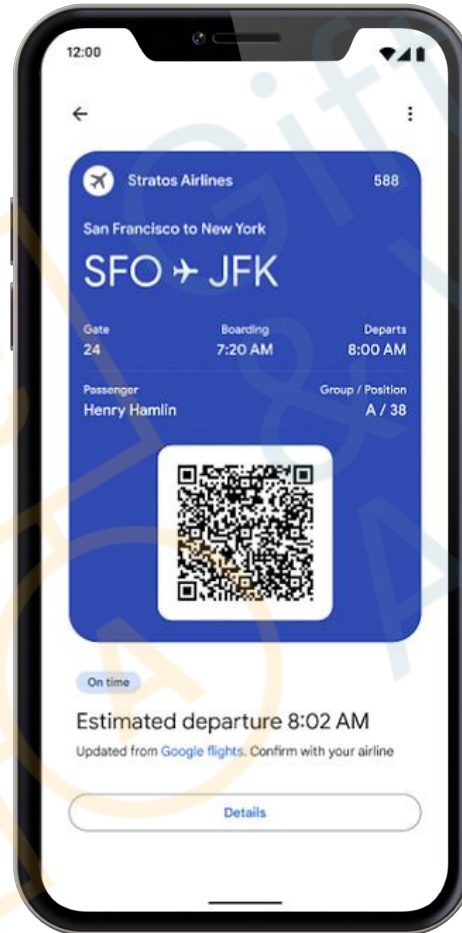 12:00
Stratos Airlines 588
San Francisco to New York
SFO ✈ JFK
Gate Boarding Departs
24 7:20 AM 8:00 AM
Passenger Group / Position
Henry Hamlin A / 38
On time
Estimated departure 8:02 AM
Updated from Google flights. Confirm with your airline
Details